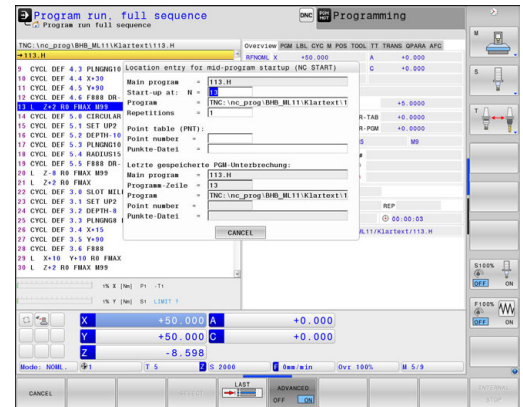 Program run, full sequence
Program run full sequence
DNC
Programming
TNC:\nc_prog\BHB_ML11\Klartext\113.H
→113.H
Overview PGM LBL CYC M POS TOOL TT TRANS QPARA AFC
RFNOML X +50.000 A +0.000
C +0.000
9 CYCL DEF 4.3 PLNGNG10
10 CYCL DEF 4.4 X+30
11 CYCL DEF 4.5 Y+90
12 CYCL DEF 4.6 F888 DR-
13 L Z+2 R0 FMAX M99
14 CYCL DEF 5.0 CIRCULAR
15 CYCL DEF 5.1 SET UP2
16 CYCL DEF 5.2 DEPTH-10
17 CYCL DEF 5.3 PLNGNG10
18 CYCL DEF 5.4 RADIUS15
19 CYCL DEF 5.5 F888 DR-
20 L Z-8 R0 FMAX M99
21 L Z+2 R0 FMAX
22 CYCL DEF 3.0 SLOT MILL
23 CYCL DEF 3.1 SET UP2
24 CYCL DEF 3.2 DEPTH-8
25 CYCL DEF 3.3 PLNGNG8
26 CYCL DEF 3.4 X+15
27 CYCL DEF 3.5 Y+90
28 CYCL DEF 3.6 F888
29 L X+10 Y+10 R0 FMAX
30 L Z+2 R0 FMAX M99
Location entry for mid-program startup (NC START)
Main program = 113.H
Start-up at: N = 13
Program = TNC:\nc_prog\BHB_ML11\Klartext\1
Repetitions = 1
Point table (PNT):
Point number =
Punkte-Datei =
Letzte gespeicherte PGM-Unterbrechung:
Main program = 113.H
Programm-Zeile = 13
Program = TNC:\nc_prog\BHB_ML11\Klartext\1
Point number =
Punkte-Datei =
CANCEL
+5.0000
R-TAB +0.0000
R-PGM +0.0000
M9
REP
00:00:03
ML11/Klartext/113.H
M
S
T
S100%
OFF ON
F100%
OFF ON
1% X [Nm] P1 -T1
1% Y [Nm] S1 LIMIT 1
X +50.000 A +0.000
Y +50.000 C +0.000
Z -8.598
Mode: NOML. 1 T 5 Z S 2000 F 0mm/min Ovr 100% M 5/9
CANCEL
SELECT
LAST
ADVANCED
OFF ON
INTERNAL
STOP